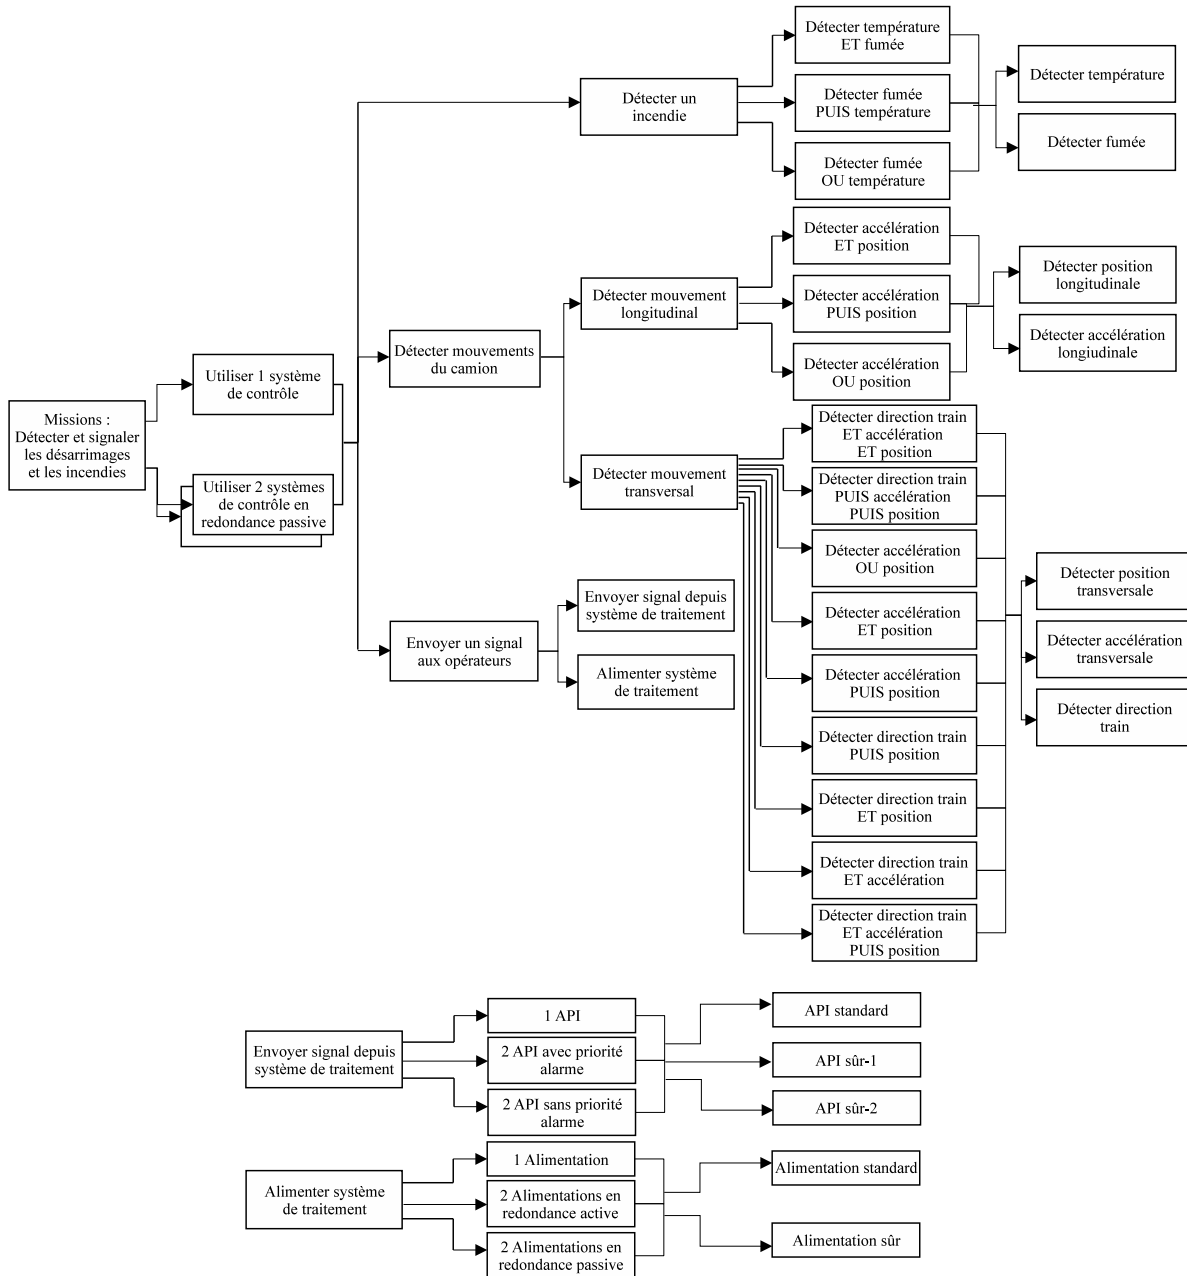 Missions :
Détecter et signaler
les désarrimages
et les incendies
Utiliser 1 système
de contrôle
Utiliser 2 systèmes
de contrôle en
redondance passive
Détecter un
incendie
Détecter mouvements
du camion
Envoyer un signal
aux opérateurs
Détecter mouvement
longitudinal
Détecter mouvement
transversal
Envoyer signal depuis
système de traitement
Alimenter système
de traitement
Détecter température
ET fumée
Détecter fumée
PUIS température
Détecter fumée
OU température
Détecter température
Détecter fumée
Détecter accélération
ET position
Détecter accélération
PUIS position
Détecter accélération
OU position
Détecter position
longitudinale
Détecter accélération
longitudinale
Détecter direction train
ET accélération
ET position
Détecter direction train
PUIS accélération
PUIS position
Détecter accélération
OU position
Détecter accélération
ET position
Détecter accélération
PUIS position
Détecter direction train
PUIS position
Détecter direction train
ET position
Détecter direction train
ET accélération
Détecter direction train
ET accélération
PUIS position
Détecter position
transversale
Détecter accélération
transversale
Détecter direction
train
Envoyer signal depuis
système de traitement
1 API
2 API avec priorité
alarme
2 API sans priorité
alarme
API standard
API sûr-1
API sûr-2
Alimenter système
de traitement
1 Alimentation
2 Alimentations en
redondance active
2 Alimentations en
redondance passive
Alimentation standard
Alimentation sûr